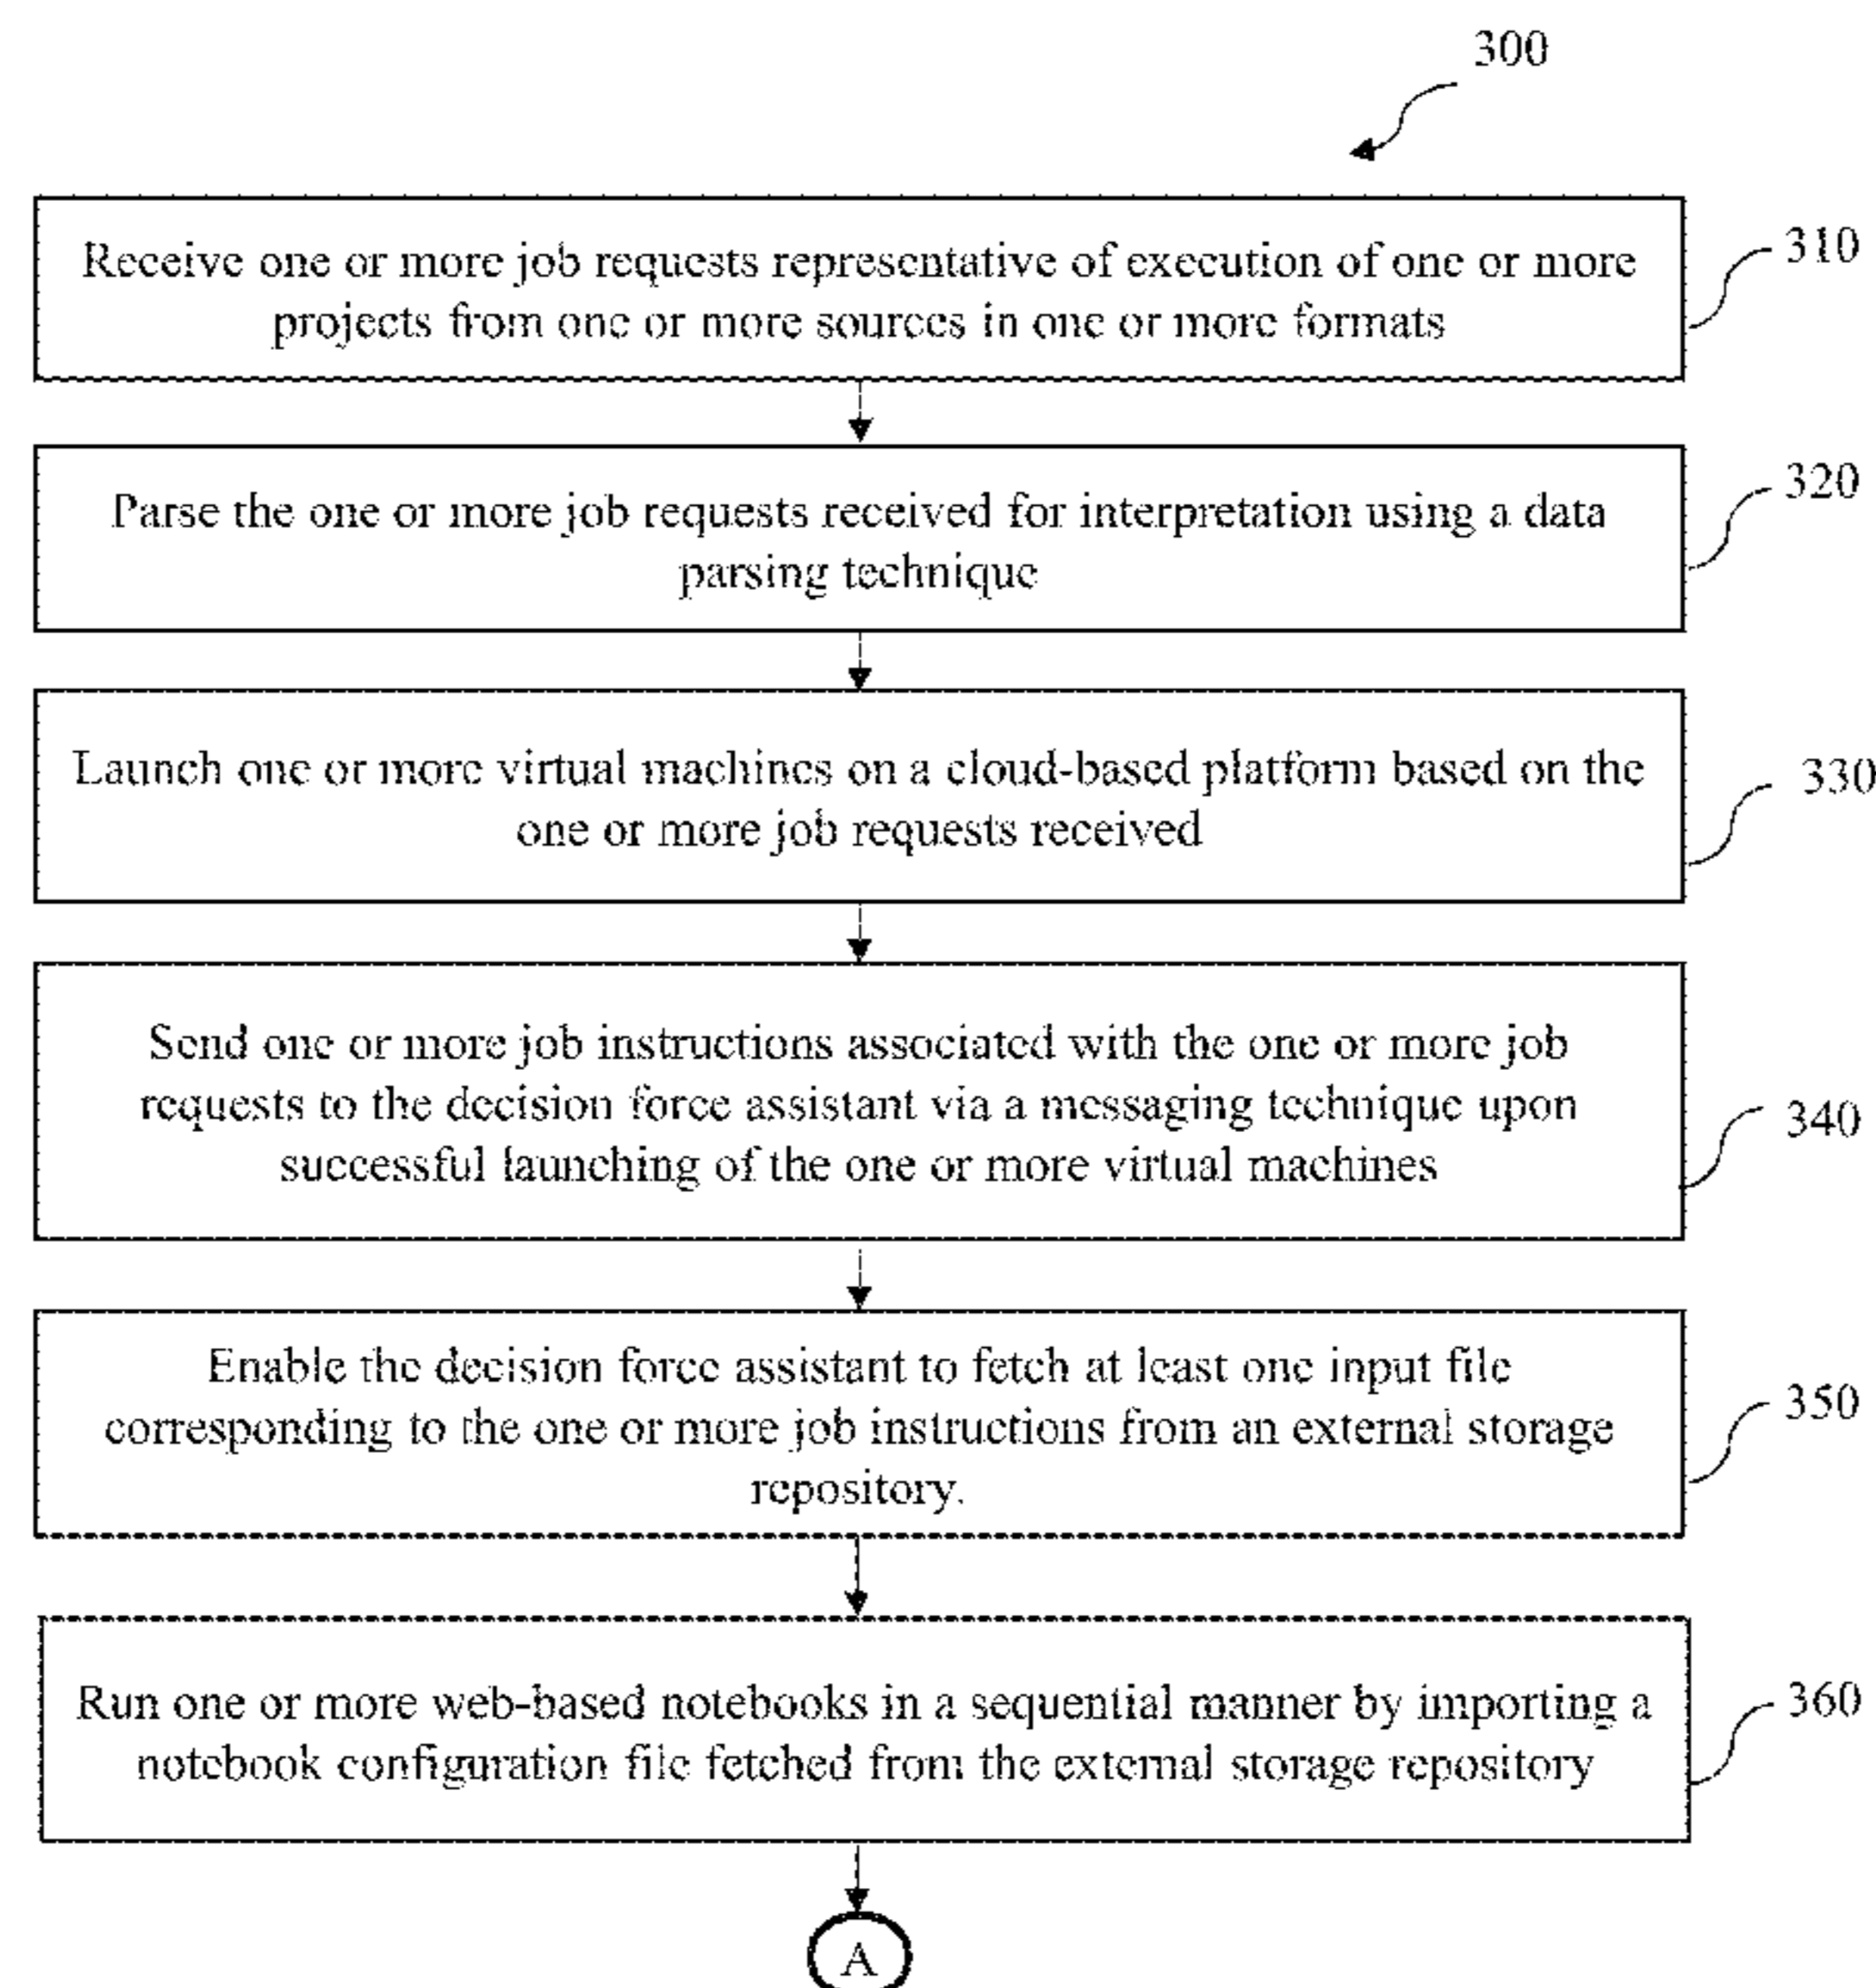 300
Receive one or more job requests representative of execution of one or more
projects from one or more sources in one or more formats
310
Parse the one or more job requests received for interpretation using a data
parsing technique
320
Launch one or more virtual machines on a cloud-based platform based on the
one or more job requests received
330
Send one or more job instructions associated with the one or more job
requests to the decision force assistant via a messaging technique upon
successful launching of the one or more virtual machines
340
Enable the decision force assistant to fetch at least one input file
corresponding to the one or more job instructions from an external storage
repository.
350
Run one or more web-based notebooks in a sequential manner by importing a
notebook configuration file fetched from the external storage repository
360
A